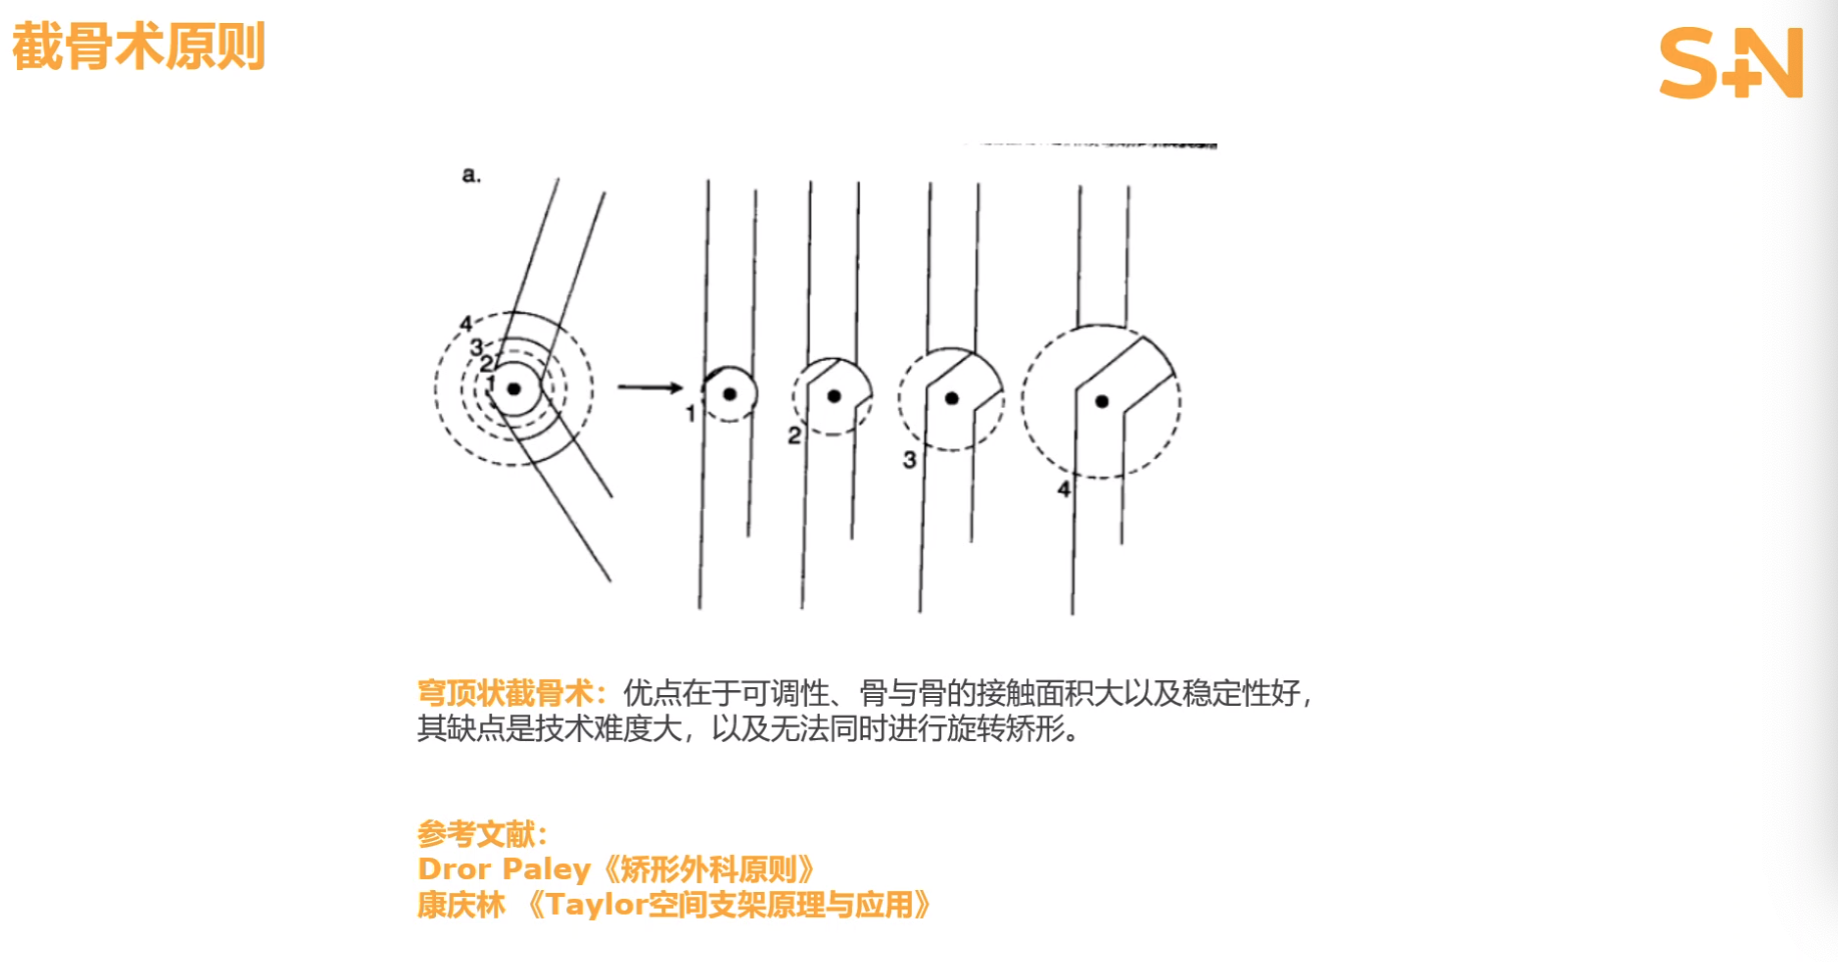 截骨术原则
S+N
a.
4
3
2
1
1
2
3
4
穹顶状截骨术：优点在于可调性、骨与骨的接触面积大以及稳定性好，
其缺点是技术难度大，以及无法同时进行旋转矫形。
参考文献：
Dror Paley《矫形外科原则》
康庆林 《Taylor空间支架原理与应用》